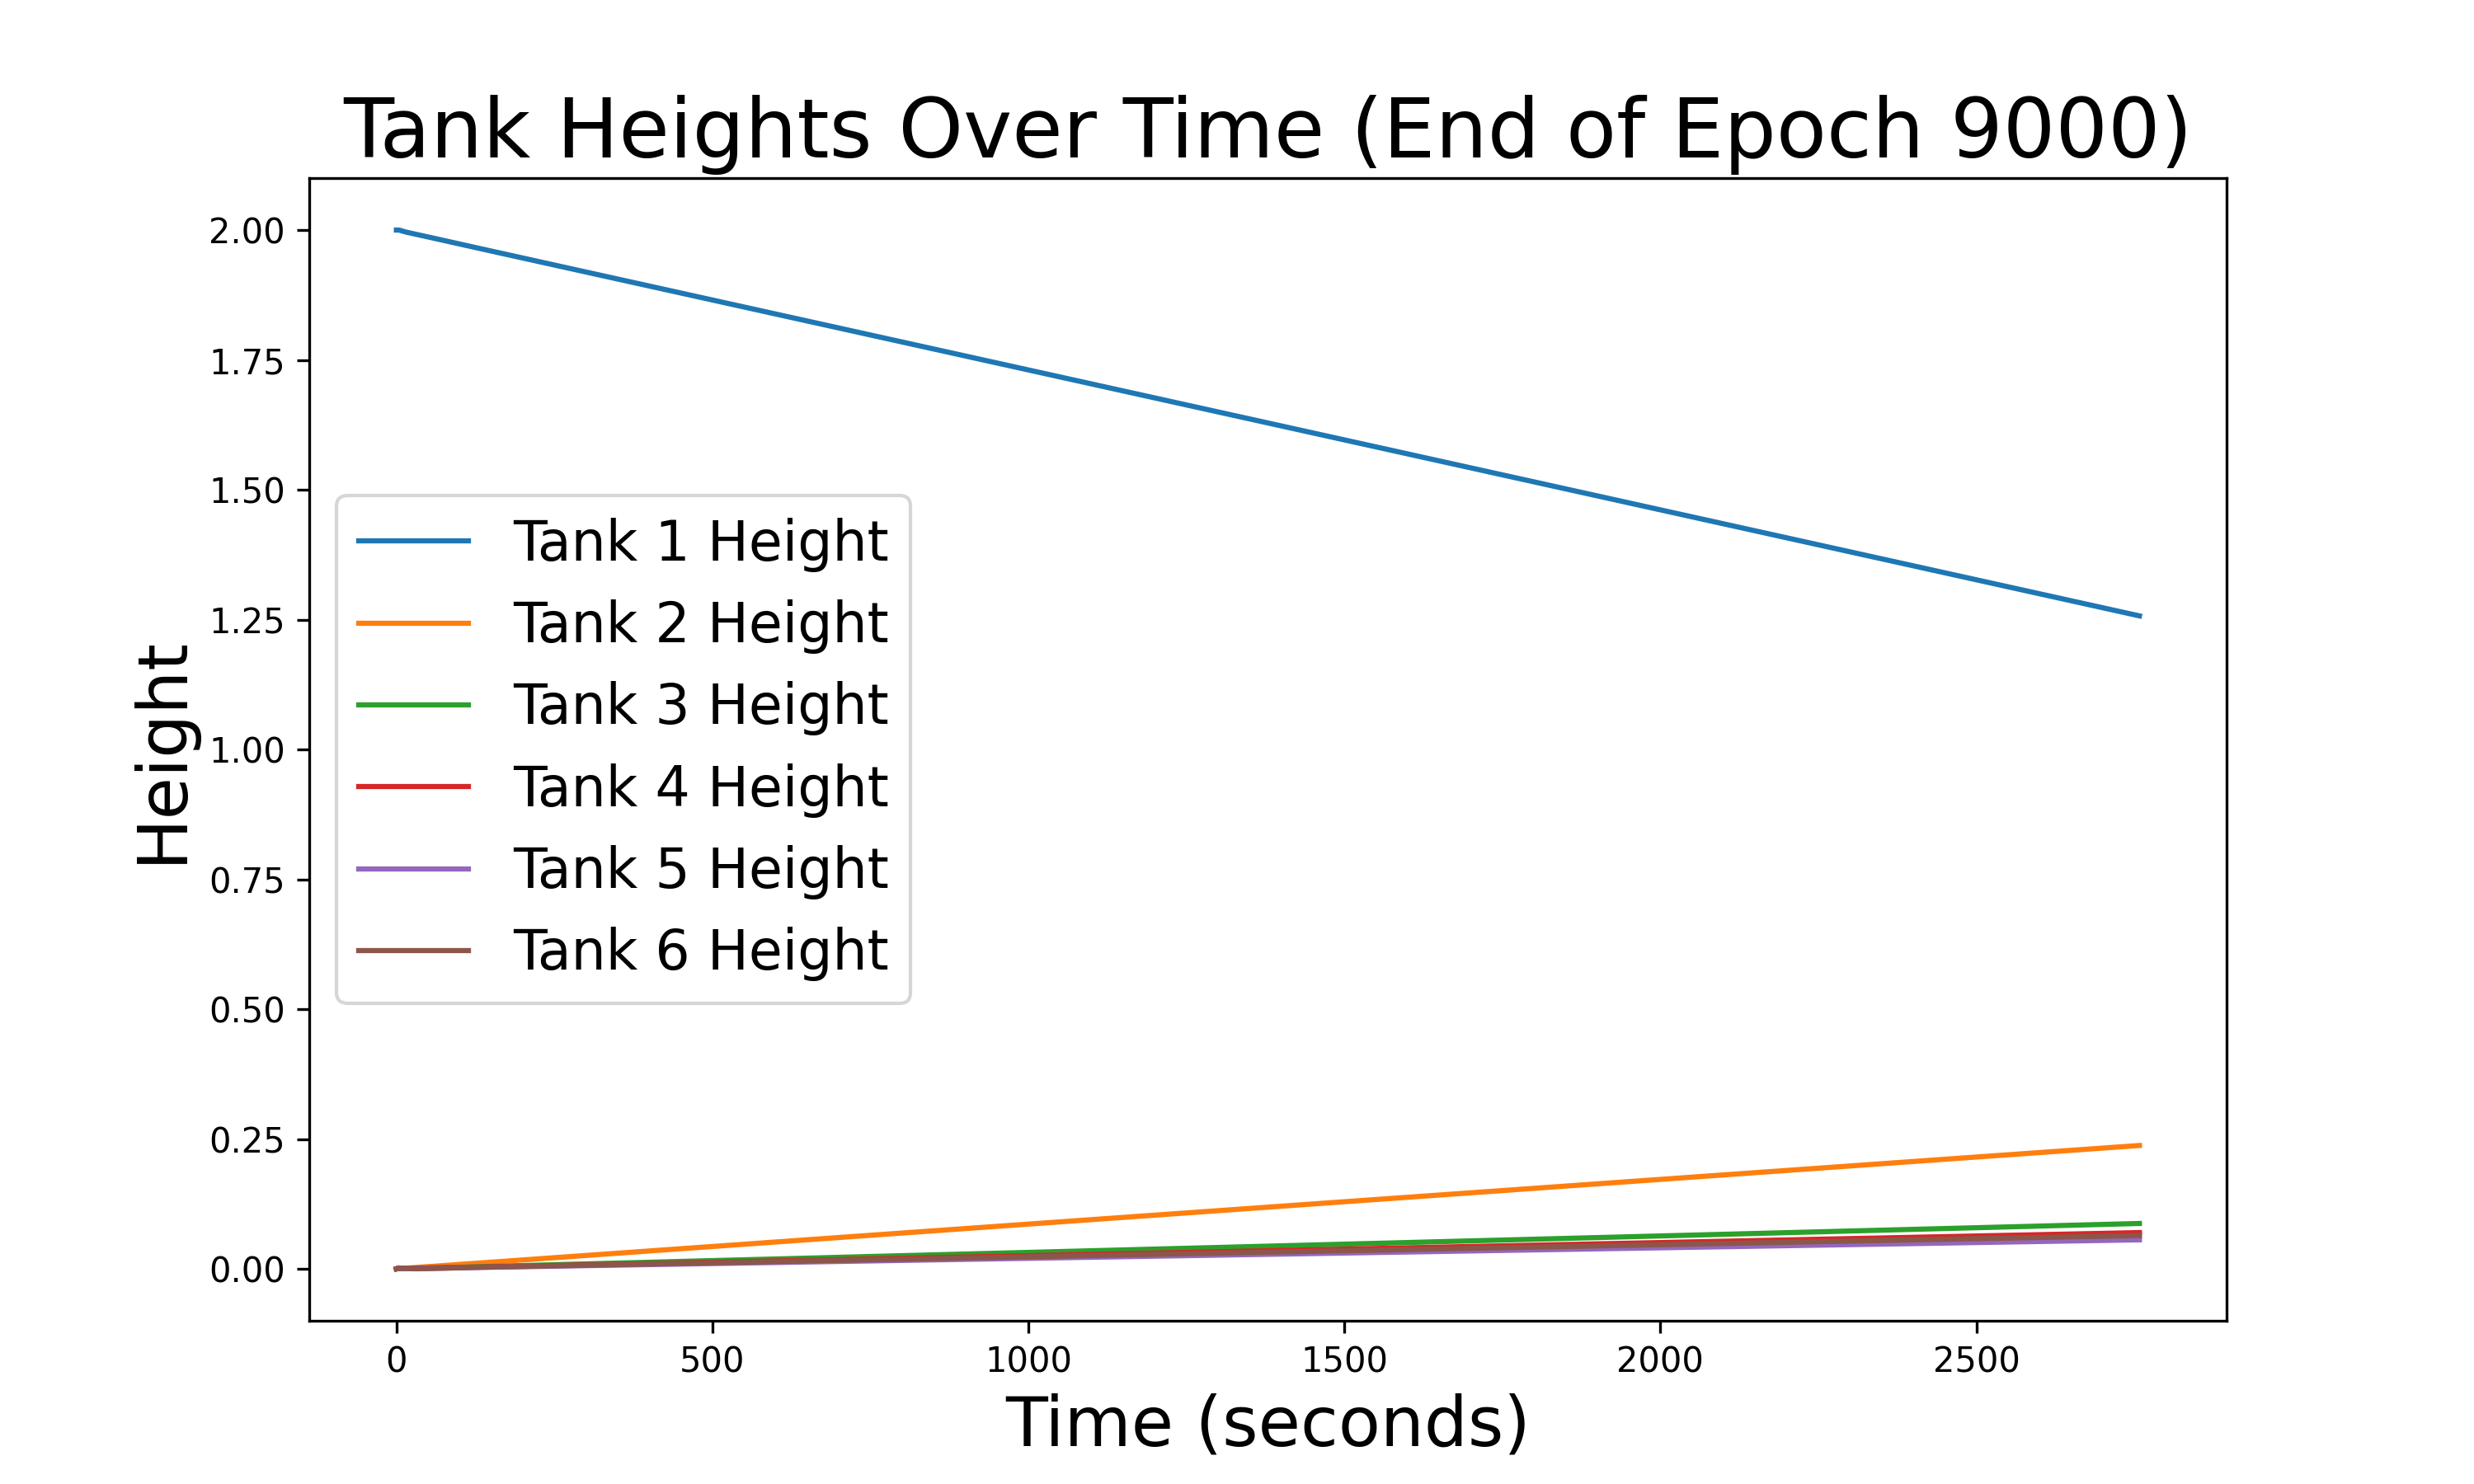 Tank Heights Over Time (End of Epoch 9000)
Height
2.00
1.75
1.50
1.25
1.00
0.75
0.50
0.25
0.00
Tank 1 Height
Tank 2 Height
Tank 3 Height
Tank 4 Height
Tank 5 Height
Tank 6 Height
0 500 1000 1500 2000 2500
Time (seconds)